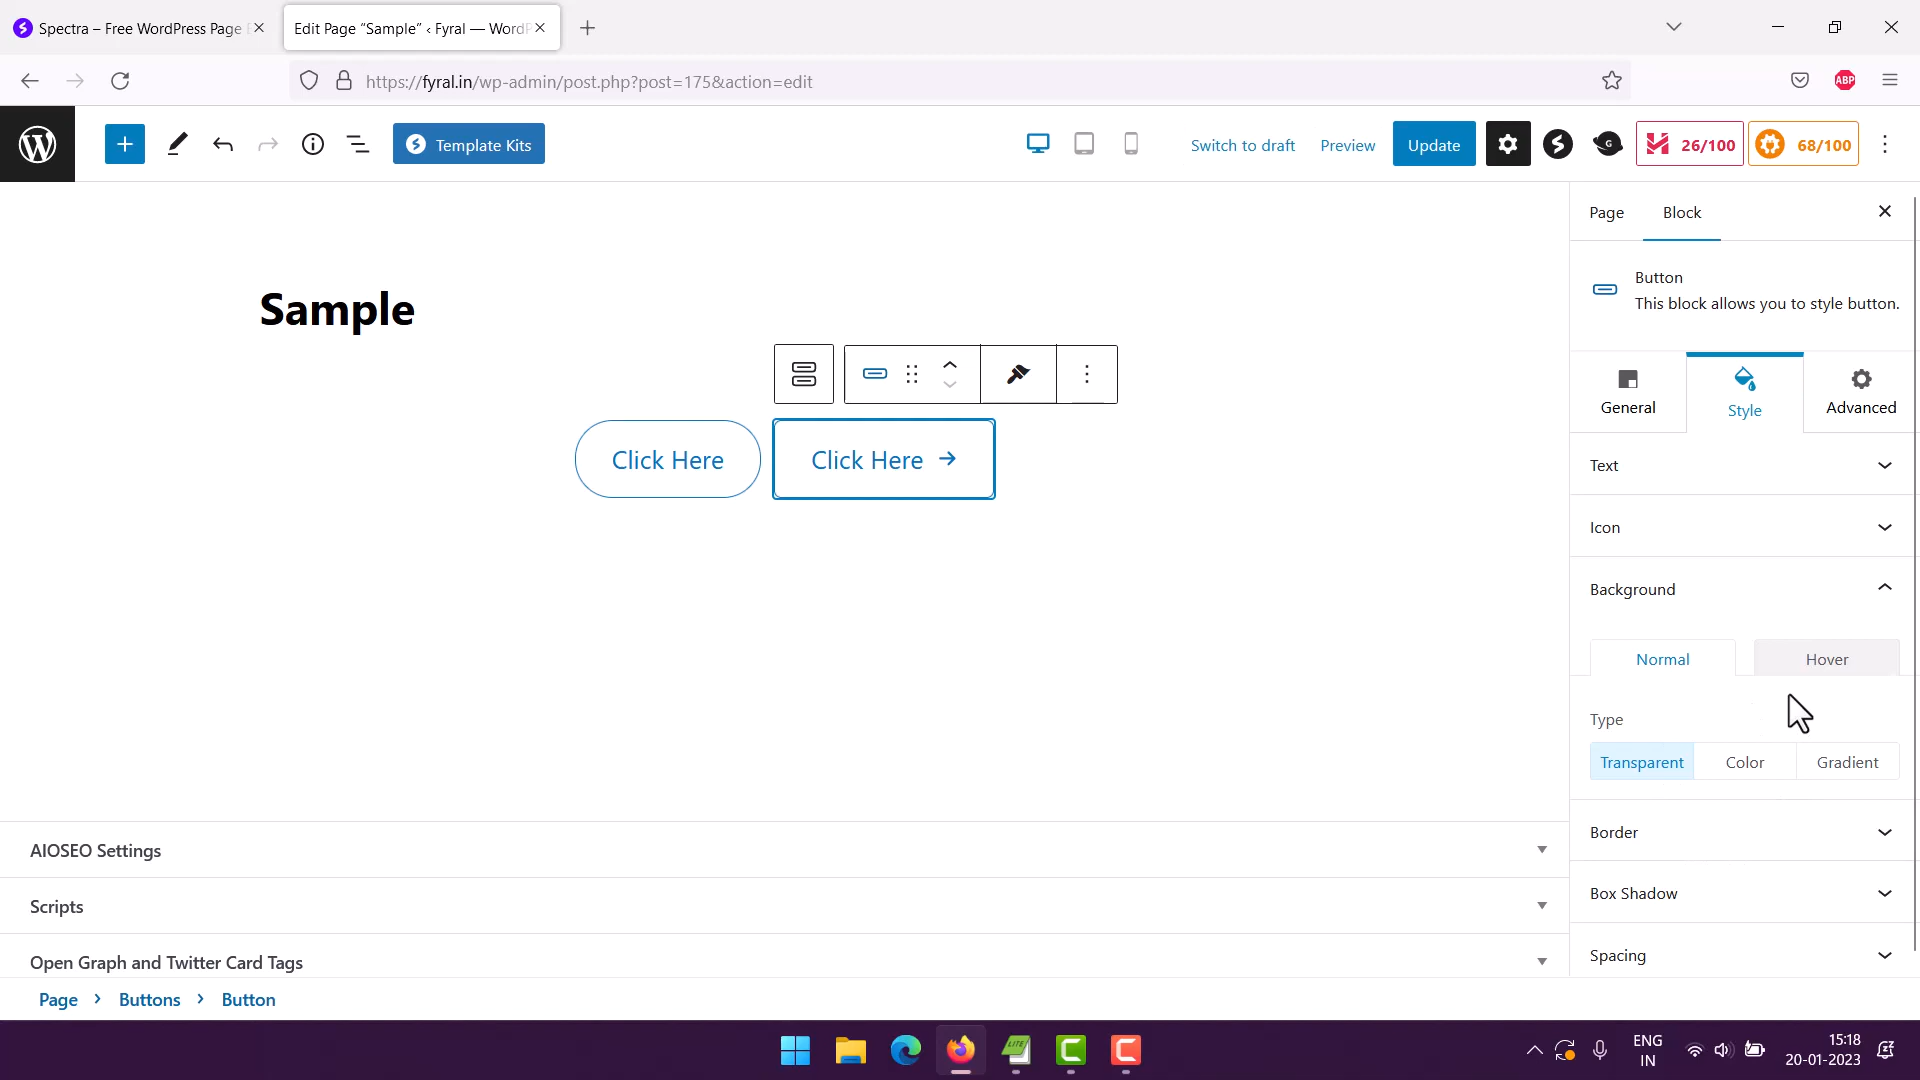 Spectra – Free WordPress Page
Edit Page “Sample” ‹ Fyral — WordP
https://fyral.in/wp-admin/post.php?post=175&action=edit
ABP
Template Kits
Switch to draft
Preview
Update
G
26/100
68/100
Page
Block
Button
This block allows you to style button.
General
Style
Advanced
Sample
Click Here
Click Here
Text
Icon
Background
Normal
Hover
Type
Transparent
Color
Gradient
Border
Box Shadow
Spacing
AIOSEO Settings
Scripts
Open Graph and Twitter Card Tags
Page
Buttons
Button
LITE
ENG
IN
15:18
20-01-2023